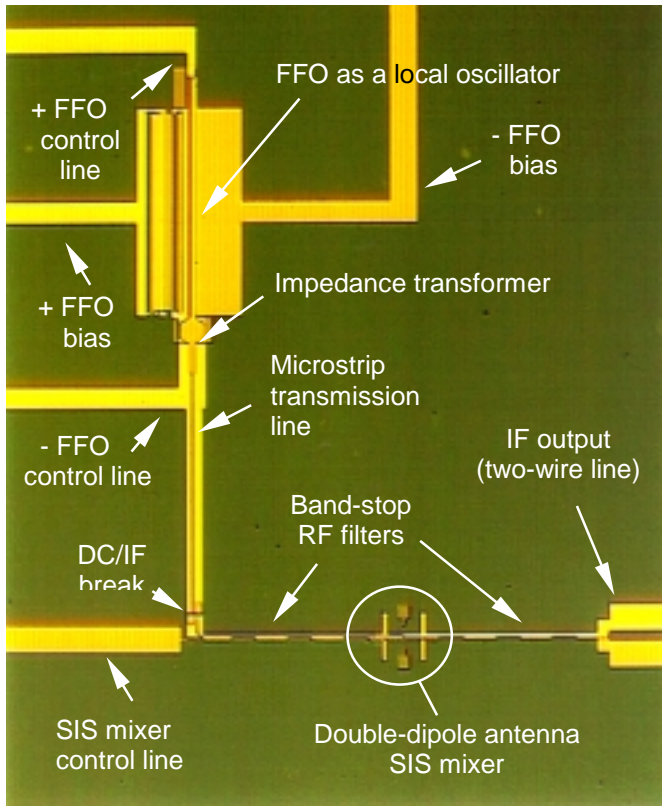 FFO as a local oscillator
+ FFO
control
line
- FFO
bias
Impedance transformer
+ FFO
bias
Microstrip
transmission
line
- FFO
control line
IF output
(two-wire line)
Band-stop
RF filters
DC/IF
break
SIS mixer
control line
Double-dipole antenna
SIS mixer